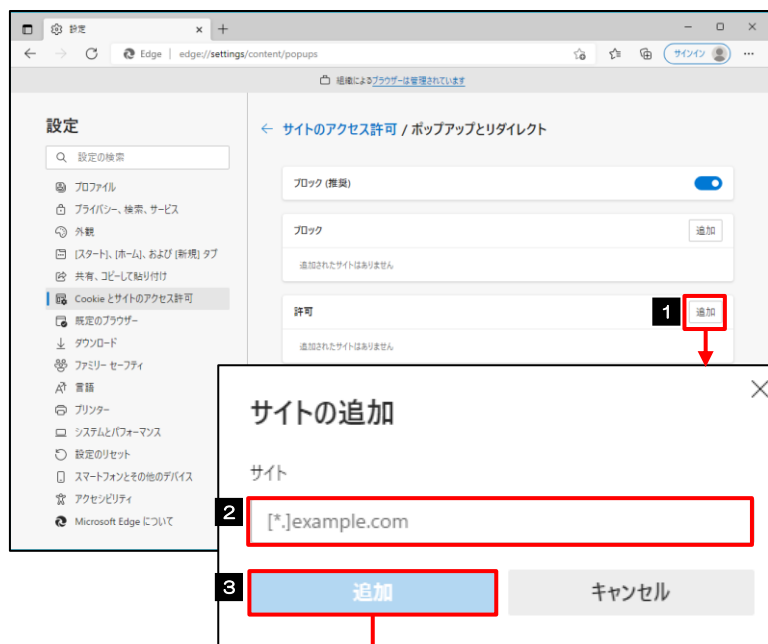 設定
Edge | edge://settings/content/popups
サインイン
組織によるブラウザーは管理されています
設定
設定の検索
プロファイル
プライバシー、検索、サービス
外観
[スタート]、[ホーム]、および [新規] タブ
共有、コピーして貼り付け
Cookie とサイトのアクセス許可
既定のブラウザー
ダウンロード
ファミリー セーフティ
言語
プリンター
システムとパフォーマンス
設定のリセット
スマートフォンとその他のデバイス
アクセシビリティ
Microsoft Edge について
サイトのアクセス許可 / ポップアップとリダイレクト
ブロック (推奨)
ブロック
追加
追加されたサイトはありません
許可
1
追加
追加されたサイトはありません
サイトの追加
サイト
2
[*.]example.com
3
追加
キャンセル